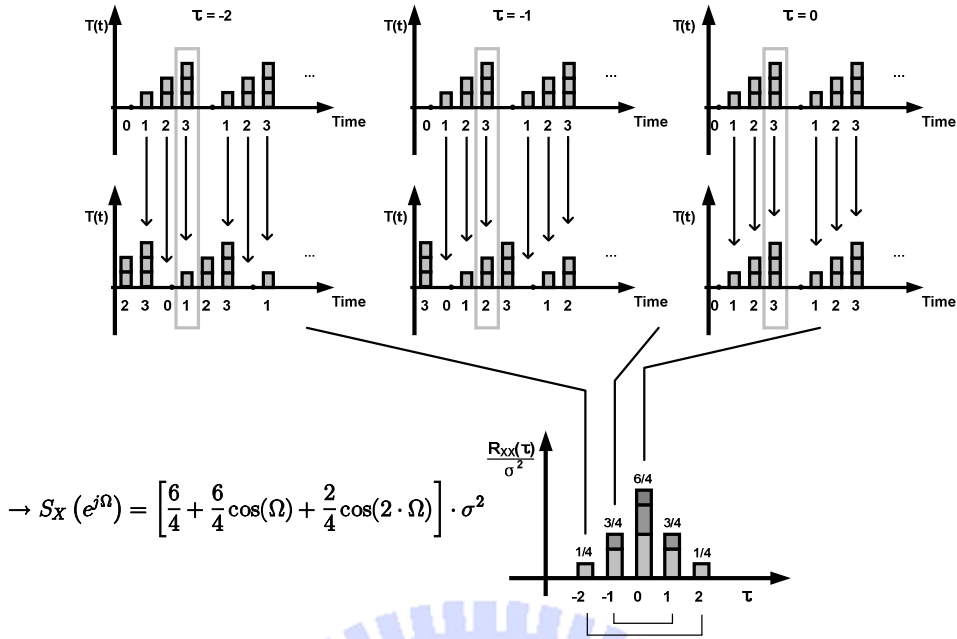 τ = -2
T(t)
...
0 1 2 3 1 2 3
Time
T(t)
...
2 3 0 1 2 3 1
Time
τ = -1
T(t)
...
0 1 2 3 1 2 3
Time
T(t)
...
3 0 1 2 3 0 1 2
Time
τ = 0
T(t)
...
0 1 2 3 1 2 3
Time
T(t)
...
0 1 2 3 1 2 3
Time
→ S_X (e^{jΩ}) = [6/4 + 6/4 cos(Ω) + 2/4 cos(2 · Ω)] · σ²
R_XX(τ)
σ²
1/4 3/4 6/4 3/4 1/4
-2 -1 0 1 2 τ